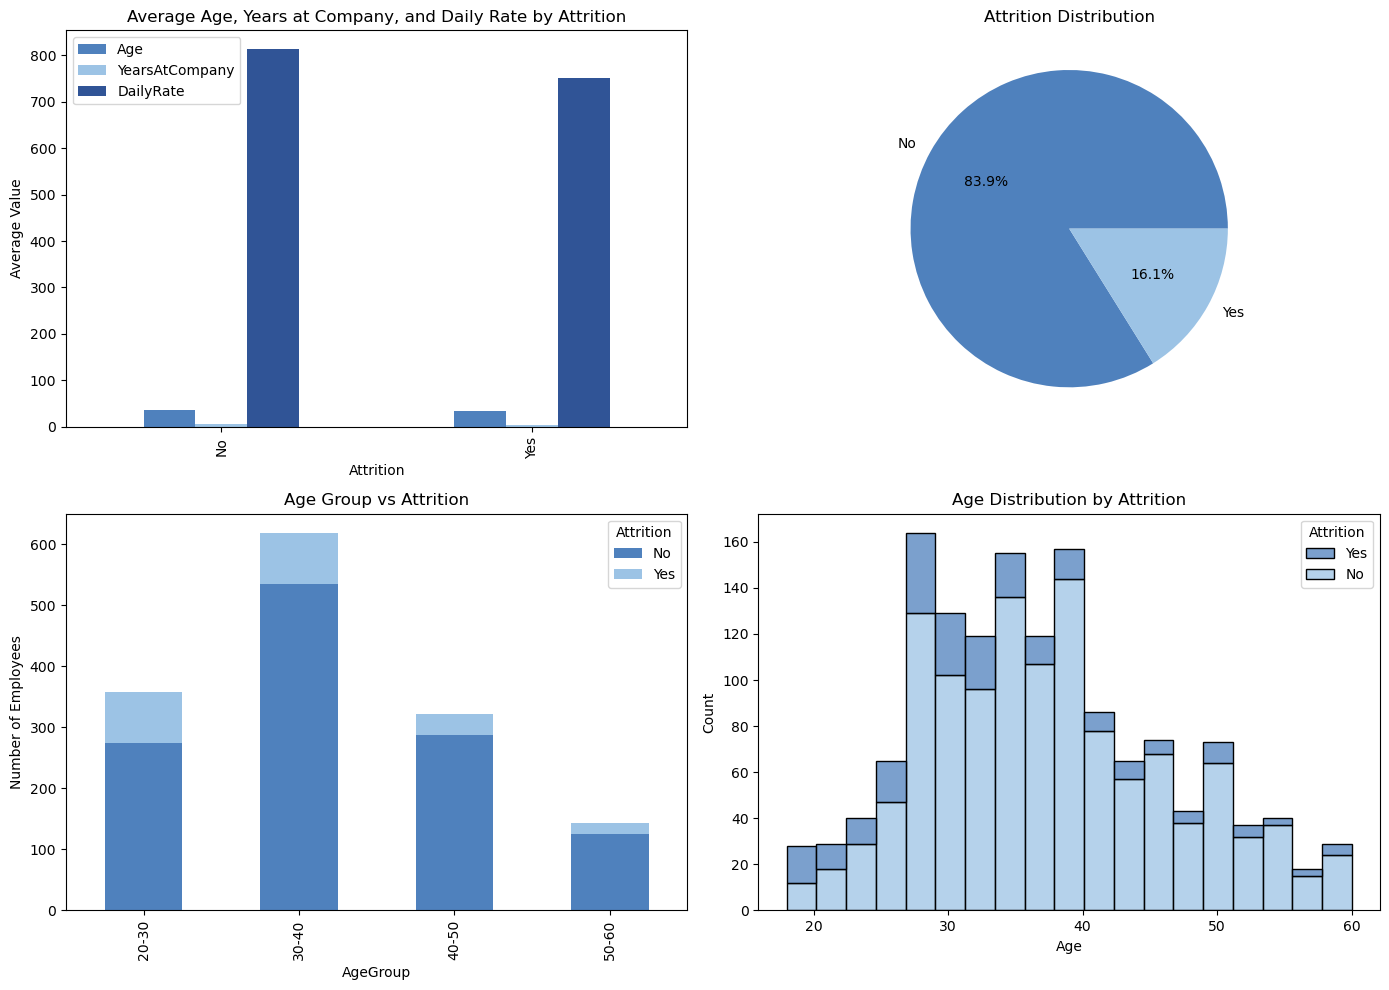 Average Age, Years at Company, and Daily Rate by Attrition
Age
YearsAtCompany
DailyRate
Average Value
800
700
600
500
400
300
200
100
0
No
Yes
Attrition
Attrition Distribution
No
83.9%
16.1%
Yes
Age Group vs Attrition
Attrition
No
Yes
Number of Employees
600
500
400
300
200
100
0
20-30
30-40
40-50
50-60
AgeGroup
Age Distribution by Attrition
Attrition
Yes
No
Count
160
140
120
100
80
60
40
20
0
20
30
40
50
60
Age